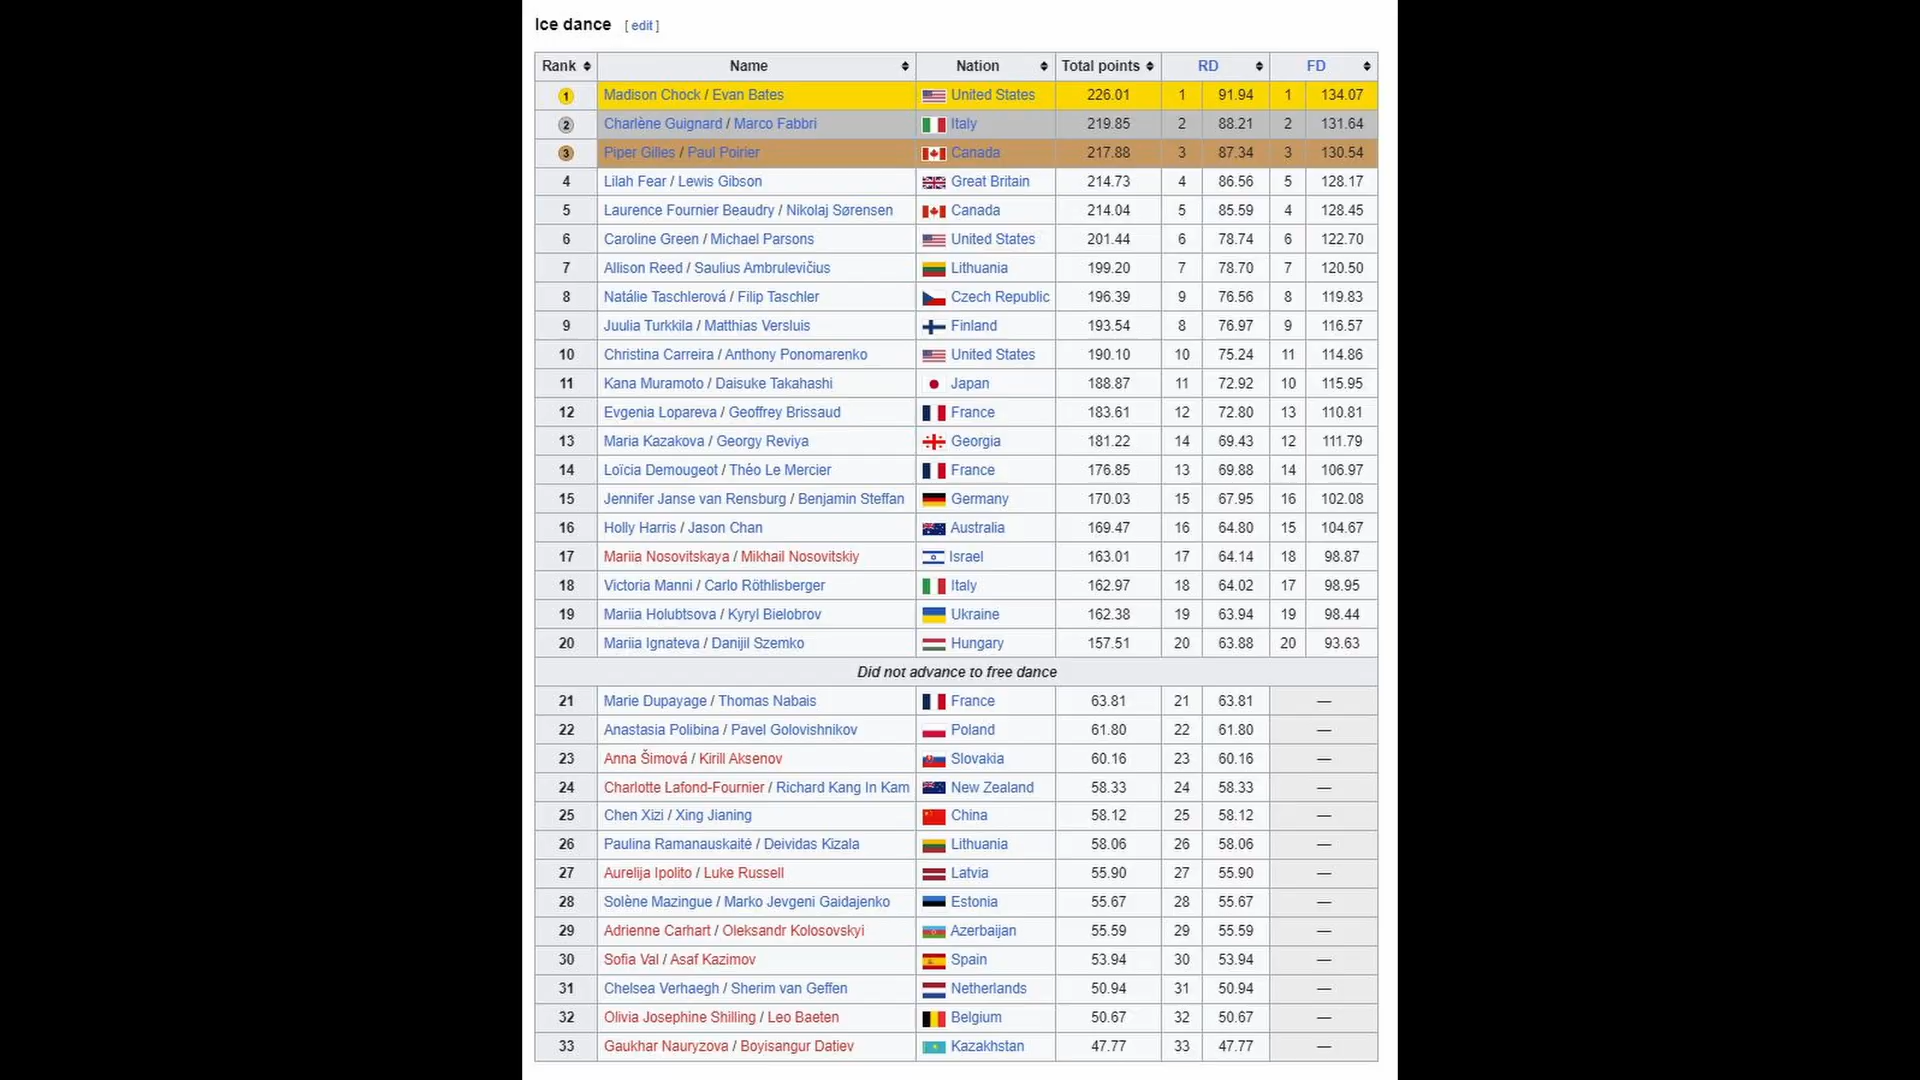 Ice dance [ edit ]
Rank Name Nation Total points RD FD
1 Madison Chock / Evan Bates United States 226.01 1 91.94 1 134.07
2 Charlène Guignard / Marco Fabbri Italy 219.85 2 88.21 2 131.64
3 Piper Gilles / Paul Poirier Canada 217.88 3 87.34 3 130.54
4 Lilah Fear / Lewis Gibson Great Britain 214.73 4 86.56 5 128.17
5 Laurence Fournier Beaudry / Nikolaj Sørensen Canada 214.04 5 85.59 4 128.45
6 Caroline Green / Michael Parsons United States 201.44 6 78.74 6 122.70
7 Allison Reed / Saulius Ambrulevičius Lithuania 199.20 7 78.70 7 120.50
8 Natálie Taschlerová / Filip Taschler Czech Republic 196.39 9 76.56 8 119.83
9 Juulia Turkkila / Matthias Versluis Finland 193.54 8 76.97 9 116.57
10 Christina Carreira / Anthony Ponomarenko United States 190.10 10 75.24 11 114.86
11 Kana Muramoto / Daisuke Takahashi Japan 188.87 11 72.92 10 115.95
12 Evgenia Lopareva / Geoffrey Brissaud France 183.61 12 72.80 13 110.81
13 Maria Kazakova / Georgy Reviya Georgia 181.22 14 69.43 12 111.79
14 Loïcia Demougeot / Théo Le Mercier France 176.85 13 69.88 14 106.97
15 Jennifer Janse van Rensburg / Benjamin Steffan Germany 170.03 15 67.95 16 102.08
16 Holly Harris / Jason Chan Australia 169.47 16 64.80 15 104.67
17 Mariia Nosovitskaya / Mikhail Nosovitskiy Israel 163.01 17 64.14 18 98.87
18 Victoria Manni / Carlo Röthlisberger Italy 162.97 18 64.02 17 98.95
19 Mariia Holubtsova / Kyryl Bielobrov Ukraine 162.38 19 63.94 19 98.44
20 Mariia Ignateva / Danijil Szemko Hungary 157.51 20 63.88 20 93.63
Did not advance to free dance
21 Marie Dupayage / Thomas Nabais France 63.81 21 63.81 —
22 Anastasia Polibina / Pavel Golovishnikov Poland 61.80 22 61.80 —
23 Anna Šimová / Kirill Aksenov Slovakia 60.16 23 60.16 —
24 Charlotte Lafond-Fournier / Richard Kang In Kam New Zealand 58.33 24 58.33 —
25 Chen Xizi / Xing Jianing China 58.12 25 58.12 —
26 Paulina Ramanauskaitė / Deividas Kizala Lithuania 58.06 26 58.06 —
27 Aurelija Ipolito / Luke Russell Latvia 55.90 27 55.90 —
28 Solène Mazingue / Marko Jevgeni Gaidajenko Estonia 55.67 28 55.67 —
29 Adrienne Carhart / Oleksandr Kolosovskyi Azerbaijan 55.59 29 55.59 —
30 Sofia Val / Asaf Kazimov Spain 53.94 30 53.94 —
31 Chelsea Verhaegh / Sherim van Geffen Netherlands 50.94 31 50.94 —
32 Olivia Josephine Shilling / Leo Baeten Belgium 50.67 32 50.67 —
33 Gaukhar Nauryzova / Boyisangur Datiev Kazakhstan 47.77 33 47.77 —